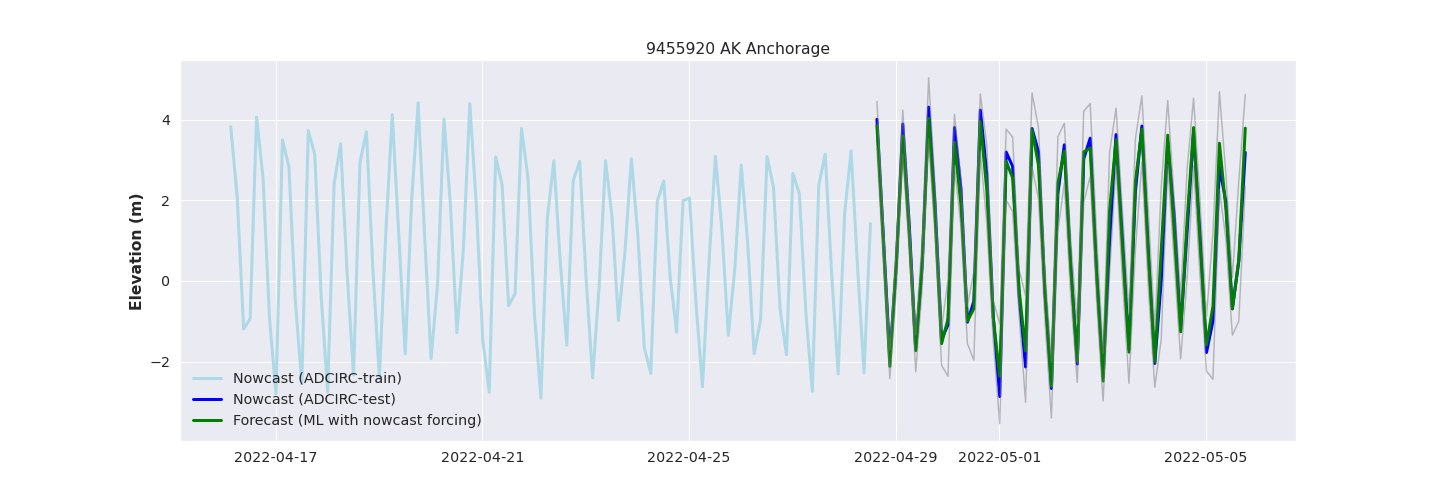 9455920 AK Anchorage
Elevation (m)
4
2
0
−2
Nowcast (ADCIRC-train)
Nowcast (ADCIRC-test)
Forecast (ML with nowcast forcing)
2022-04-17 2022-04-21 2022-04-25 2022-04-29 2022-05-01 2022-05-05